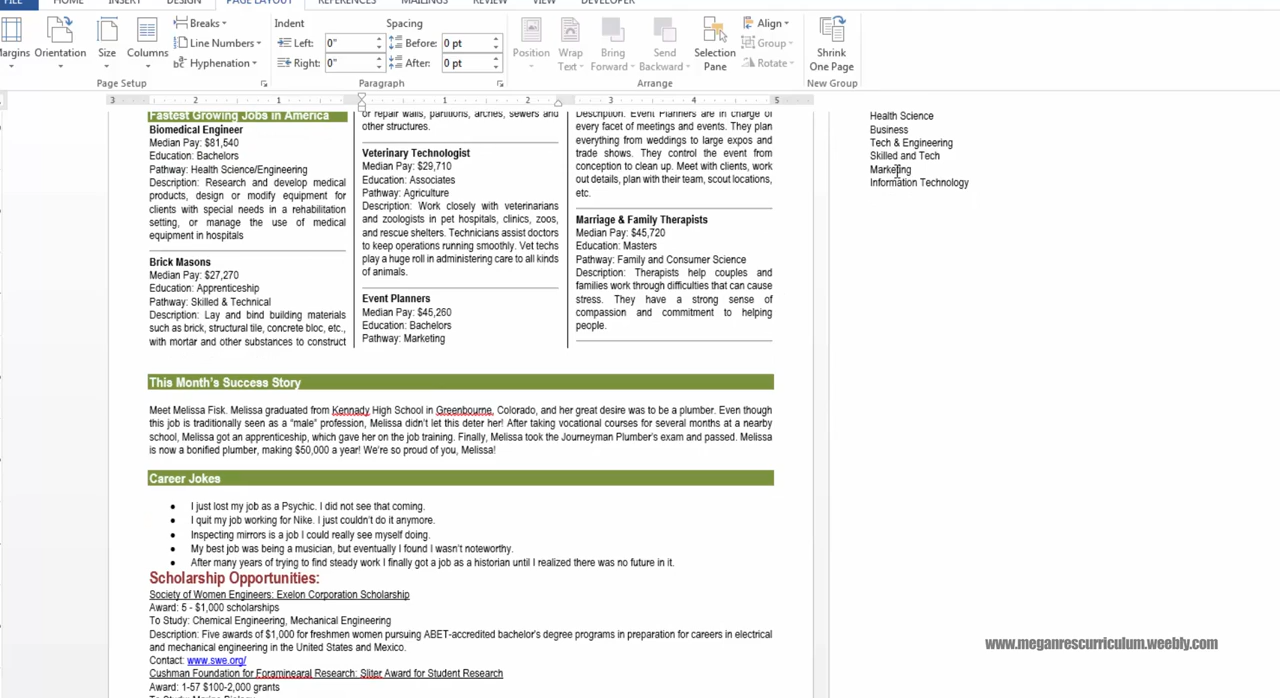 FILE HOME INSERT DESIGN PAGE LAYOUT REFERENCES MAILINGS REVIEW VIEW DEVELOPER
Margins
Orientation
Size
Columns
Breaks
Line Numbers
Hyphenation
Page Setup
Indent
Left: 0"
Right: 0"
Spacing
Before: 0 pt
After: 0 pt
Paragraph
Position
Wrap
Text
Bring
Forward
Send
Backward
Selection
Pane
Align
Group
Rotate
Arrange
Shrink
One Page
New Group
3 2 1 1 2 3 4 5
Fastest Growing Jobs in America
Biomedical Engineer
Median Pay: $81,540
Education: Bachelors
Pathway: Health Science/Engineering
Description: Research and develop medical
products, design or modify equipment for
clients with special needs in a rehabilitation
setting, or manage the use of medical
equipment in hospitals
Brick Masons
Median Pay: $27,270
Education: Apprenticeship
Pathway: Skilled & Technical
Description: Lay and bind building materials
such as brick, structural tile, concrete bloc, etc.,
with mortar and other substances to construct
or repair walls, partitions, arches, sewers and
other structures.
Veterinary Technologist
Median Pay: $29,710
Education: Associates
Pathway: Agriculture
Description: Work closely with veterinarians
and zoologists in pet hospitals, clinics, zoos,
and rescue shelters. Technicians assist doctors
to keep operations running smoothly. Vet techs
play a huge roll in administering care to all kinds
of animals.
Event Planners
Median Pay: $45,260
Education: Bachelors
Pathway: Marketing
Description: Event Planners are in charge of
every facet of meetings and events. They plan
everything from weddings to large expos and
trade shows. They control the event from
conception to clean up. Meet with clients, work
out details, plan with their team, scout locations,
etc.
Marriage & Family Therapists
Median Pay: $45,720
Education: Masters
Pathway: Family and Consumer Science
Description: Therapists help couples and
families work through difficulties that can cause
stress. They have a strong sense of
compassion and commitment to helping
people.
Health Science
Business
Tech & Engineering
Skilled and Tech
Marketing
Information Technology
This Month's Success Story
Meet Melissa Fisk. Melissa graduated from Kennady High School in Greenbourne, Colorado, and her great desire was to be a plumber. Even though
this job is traditionally seen as a “male” profession, Melissa didn't let this deter her! After taking vocational courses for several months at a nearby
school, Melissa got an apprenticeship, which gave her on the job training. Finally, Melissa took the Journeyman Plumber's exam and passed. Melissa
is now a bonified plumber, making $50,000 a year! We're so proud of you, Melissa!
Career Jokes
• I just lost my job as a Psychic. I did not see that coming.
• I quit my job working for Nike. I just couldn't do it anymore.
• Inspecting mirrors is a job I could really see myself doing.
• My best job was being a musician, but eventually I found I wasn't noteworthy.
• After many years of trying to find steady work I finally got a job as a historian until I realized there was no future in it.
Scholarship Opportunities:
Society of Women Engineers: Exelon Corporation Scholarship
Award: 5 - $1,000 scholarships
To Study: Chemical Engineering, Mechanical Engineering
Description: Five awards of $1,000 for freshmen women pursuing ABET-accredited bachelor's degree programs in preparation for careers in electrical
and mechanical engineering in the United States and Mexico.
Contact: www.swe.org/
Cushman Foundation for Foraminearal Research: Sliter Award for Student Research
Award: 1-57 $100-2,000 grants
To Study: Marine Biology
www.meganrescurriculum.weebly.com